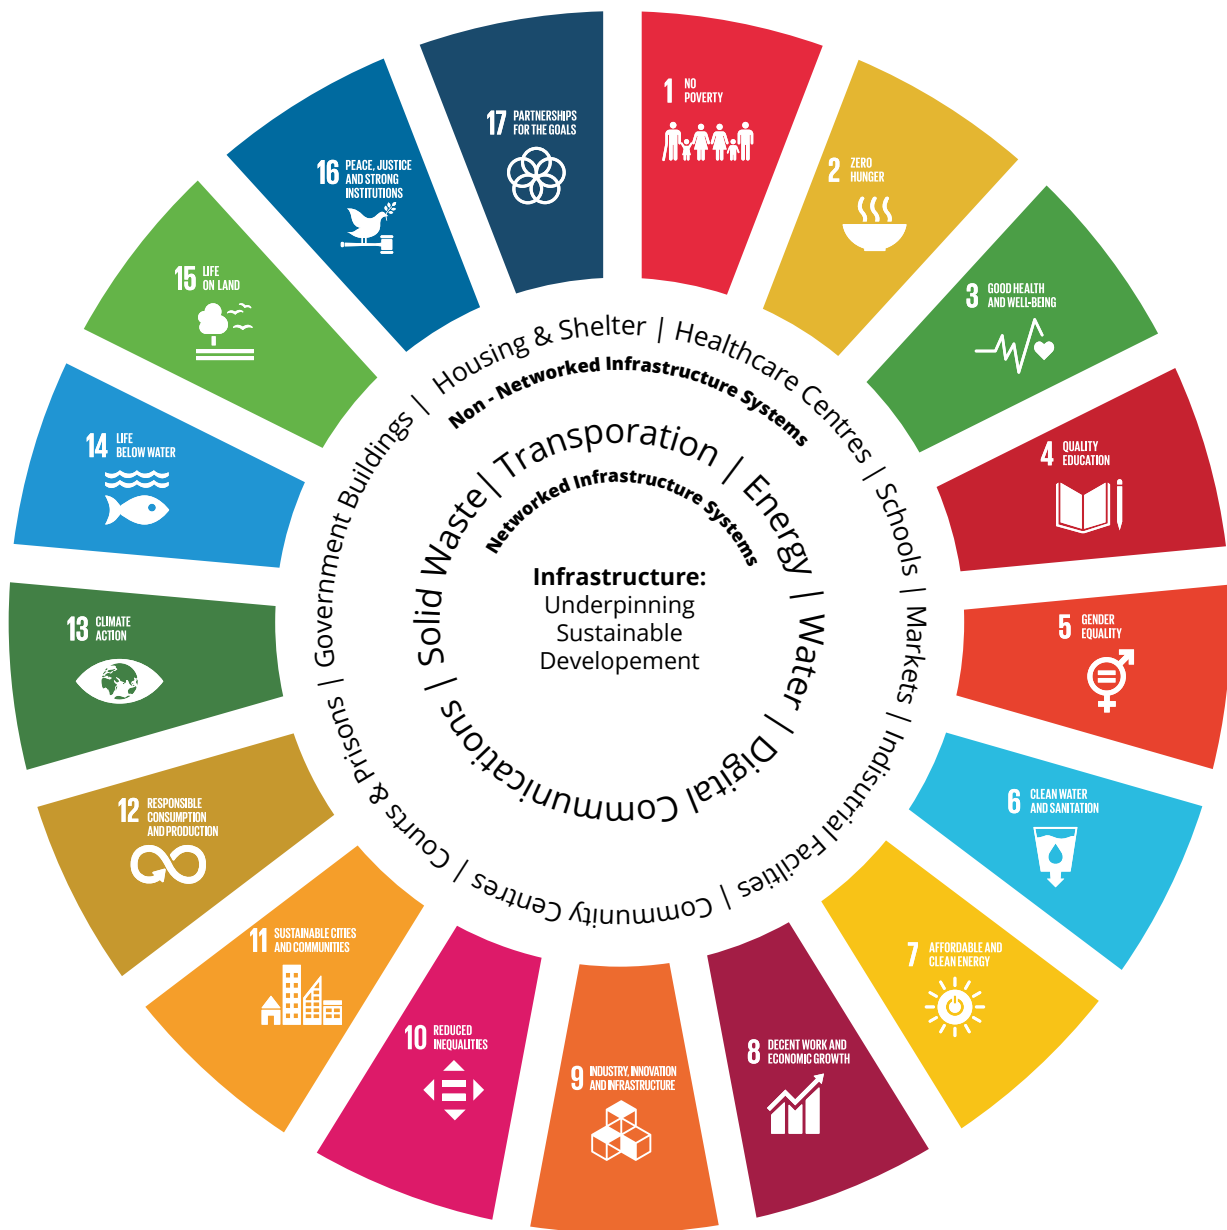 1 NO
POVERTY
2 ZERO
HUNGER
3 GOOD HEALTH
AND WELL-BEING
4 QUALITY
EDUCATION
5 GENDER
EQUALITY
6 CLEAN WATER
AND SANITATION
7 AFFORDABLE AND
CLEAN ENERGY
8 DECENT WORK AND
ECONOMIC GROWTH
9 INDUSTRY, INNOVATION
AND INFRASTRUCTURE
10 REDUCED
INEQUALITIES
11 SUSTAINABLE CITIES
AND COMMUNITIES
12 RESPONSIBLE
CONSUMPTION
AND PRODUCTION
13 CLIMATE
ACTION
14 LIFE
BELOW WATER
15 LIFE
ON LAND
16 PEACE, JUSTICE
AND STRONG
INSTITUTIONS
17 PARTNERSHIPS
FOR THE GOALS
Housing & Shelter | Healthcare Centres | Schools | Markets | Indisutrial Facilities | Community Centres | Courts & Prisons | Government Buildings |
Non - Networked Infrastructure Systems
Transporation | Energy | Water | Digital Communications | Solid Waste |
Networked Infrastructure Systems
Infrastructure:
Underpinning
Sustainable
Developement